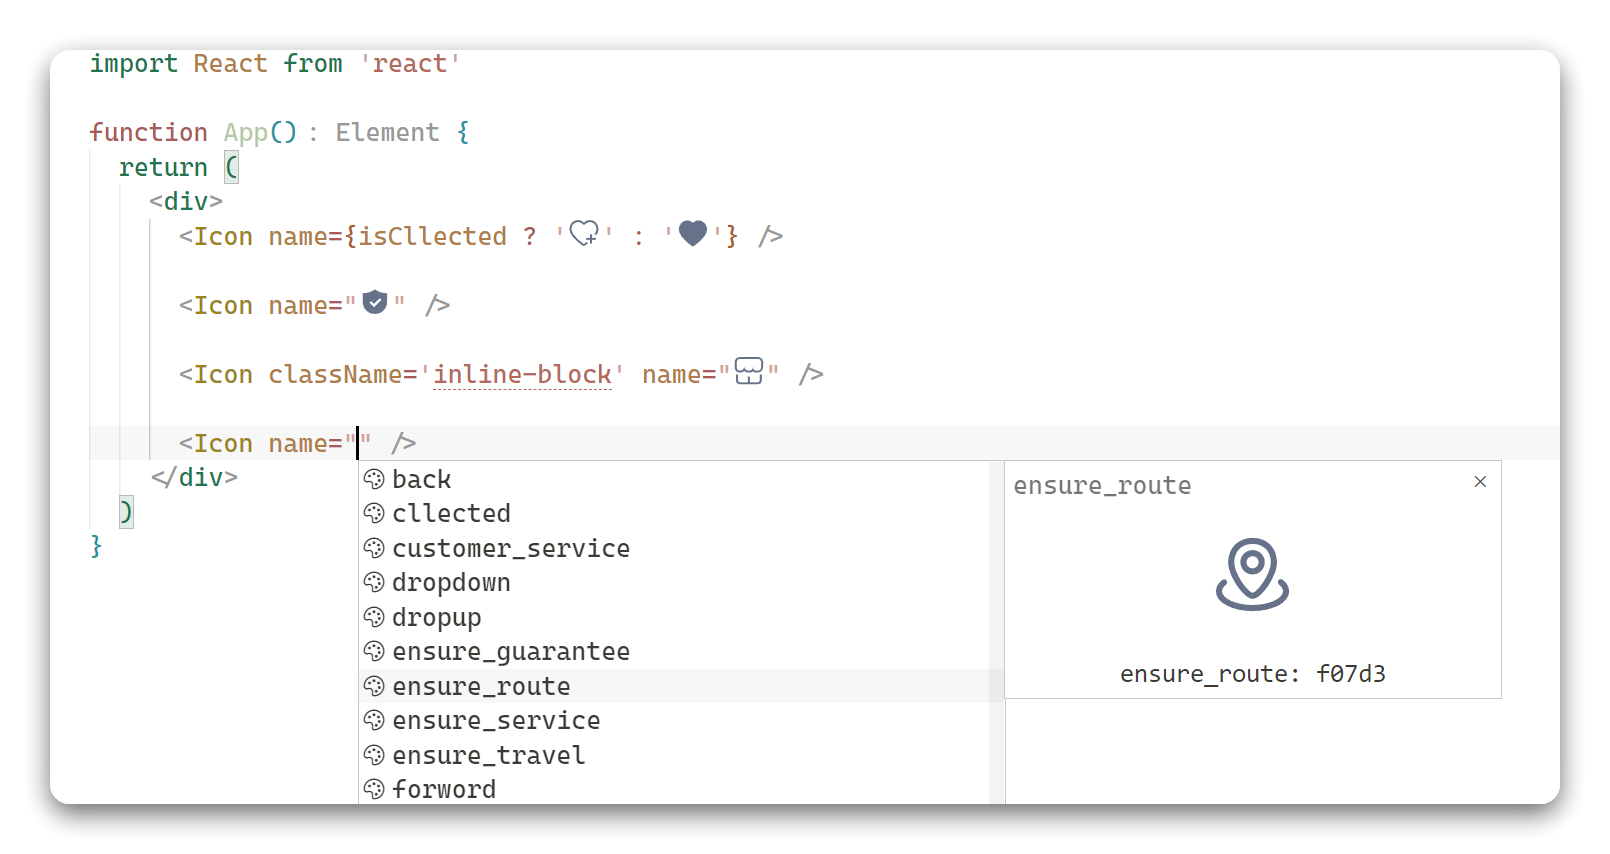 import React from 'react'
function App(): Element {
return (
<div>
<Icon name={isCllected ? '' : ''} />
<Icon name="" />
<Icon className='inline-block' name="" />
<Icon name="" />
</div>
)
}
back
cllected
customer_service
dropdown
dropup
ensure_guarantee
ensure_route
ensure_service
ensure_travel
forword
ensure_route
×
ensure_route: f07d3